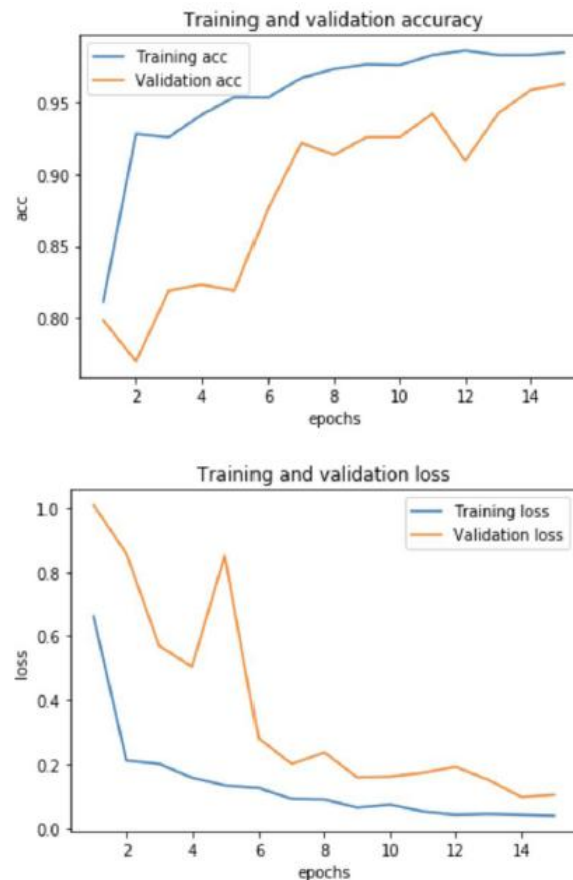 Training and validation accuracy
Training acc
Validation acc
0.95
0.90
0.85
0.80
acc
2 4 6 8 10 12 14
epochs
Training and validation loss
Training loss
Validation loss
1.0
0.8
0.6
0.4
0.2
0.0
loss
2 4 6 8 10 12 14
epochs